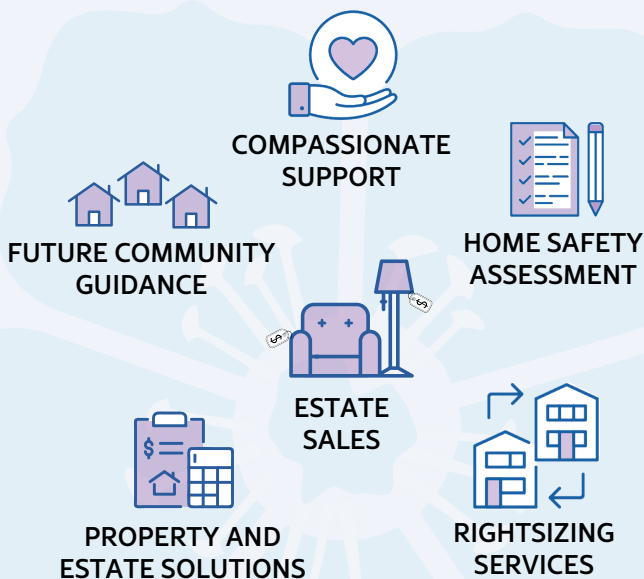 COMPASSIONATE
SUPPORT
FUTURE COMMUNITY
GUIDANCE
HOME SAFETY
ASSESSMENT
$
$
ESTATE
SALES
$
PROPERTY AND
ESTATE SOLUTIONS
RIGHTSIZING
SERVICES